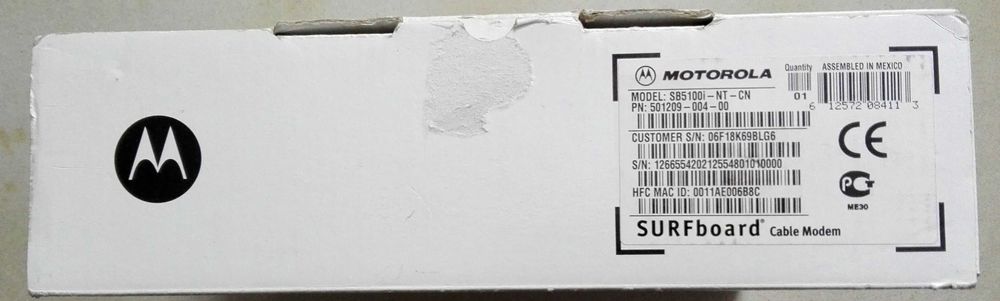 MOTOROLA
MODEL: SB5100i-NT-CN
PN: 501209-004-00
Quantity
01
ASSEMBLED IN MEXICO
6 12572 08411 3
CUSTOMER S/N: 06F18K69BLG6
S/N: 126655420212554801010000
HFC MAC ID: 0011AE006B8C
CE
PG
ME30
SURFboard® Cable Modem